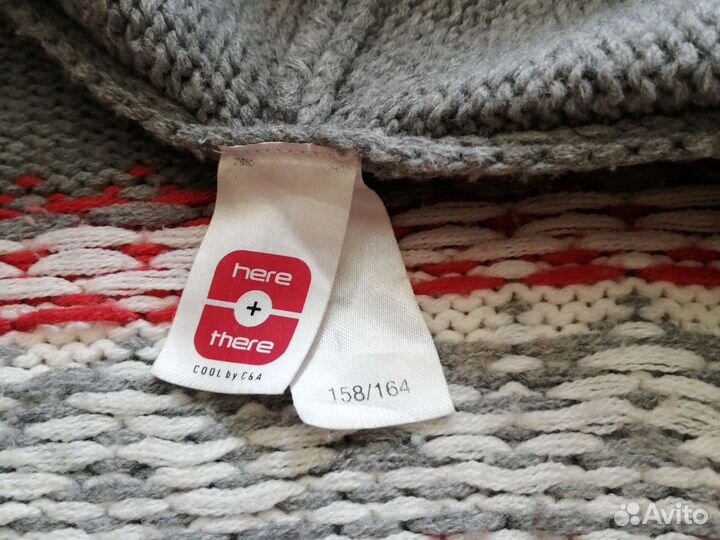 here
+
there
COOL by C&A
158/164
Avito